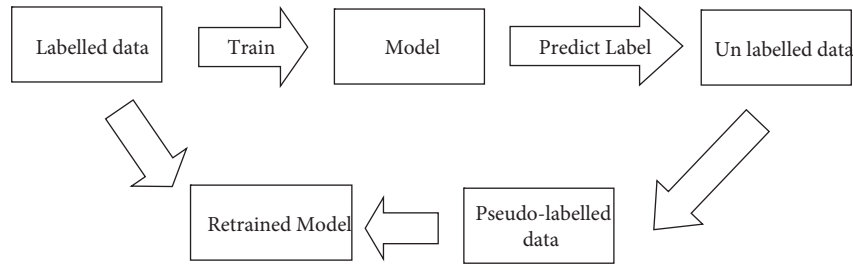 Labelled data
Train
Model
Predict Label
Un labelled data
Retrained Model
Pseudo-labelled
data